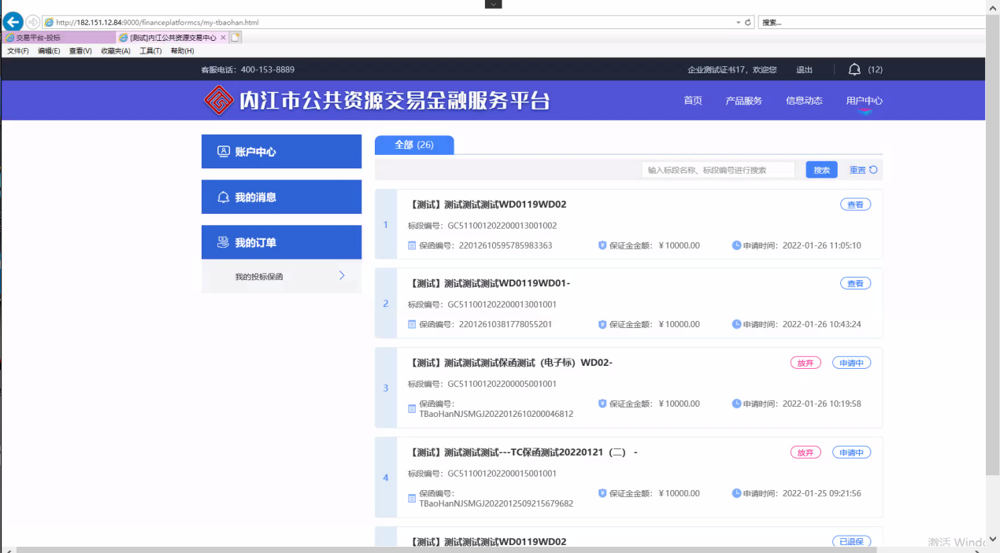 http://182.151.12.84:9000/financeplatformcs/my-tbaohan.html
搜索...
交易平台-投标
[测试]内江公共资源交易中心
文件(F) 编辑(E) 查看(V) 收藏夹(A) 工具(T) 帮助(H)
客服电话：400-153-8889
企业测试证书17，欢迎您 退出 (12)
内江市公共资源交易金融服务平台
首页 产品服务 信息动态 用户中心
账户中心
我的消息
我的订单
我的投标保函
全部 (26)
输入标段名称、标段编号进行搜索 搜索 重置
1
【测试】测试测试测试WD0119WD02 查看
标段编号：GC511001202200013001002
保函编号：22012610595785983363 保证金金额：￥10000.00 申请时间：2022-01-26 11:05:10
2
【测试】测试测试测试WD0119WD01- 查看
标段编号：GC511001202200013001001
保函编号：22012610381778055201 保证金金额：￥10000.00 申请时间：2022-01-26 10:43:24
3
【测试】测试测试测试保函测试（电子标）WD02- 放弃 申请中
标段编号：GC511001202200005001001
保函编号：
TBaoHanNJSMGJ2022012610200046812 保证金金额：￥10000.00 申请时间：2022-01-26 10:19:58
4
【测试】测试测试测试---TC保函测试20220121（二） - 放弃 申请中
标段编号：GC511001202200015001001
保函编号：
TBaoHanNJSMGJ2022012509215679682 保证金金额：￥10000.00 申请时间：2022-01-25 09:21:56
【测试】测试测试测试WD0119WD02 已退保
激活 Windo